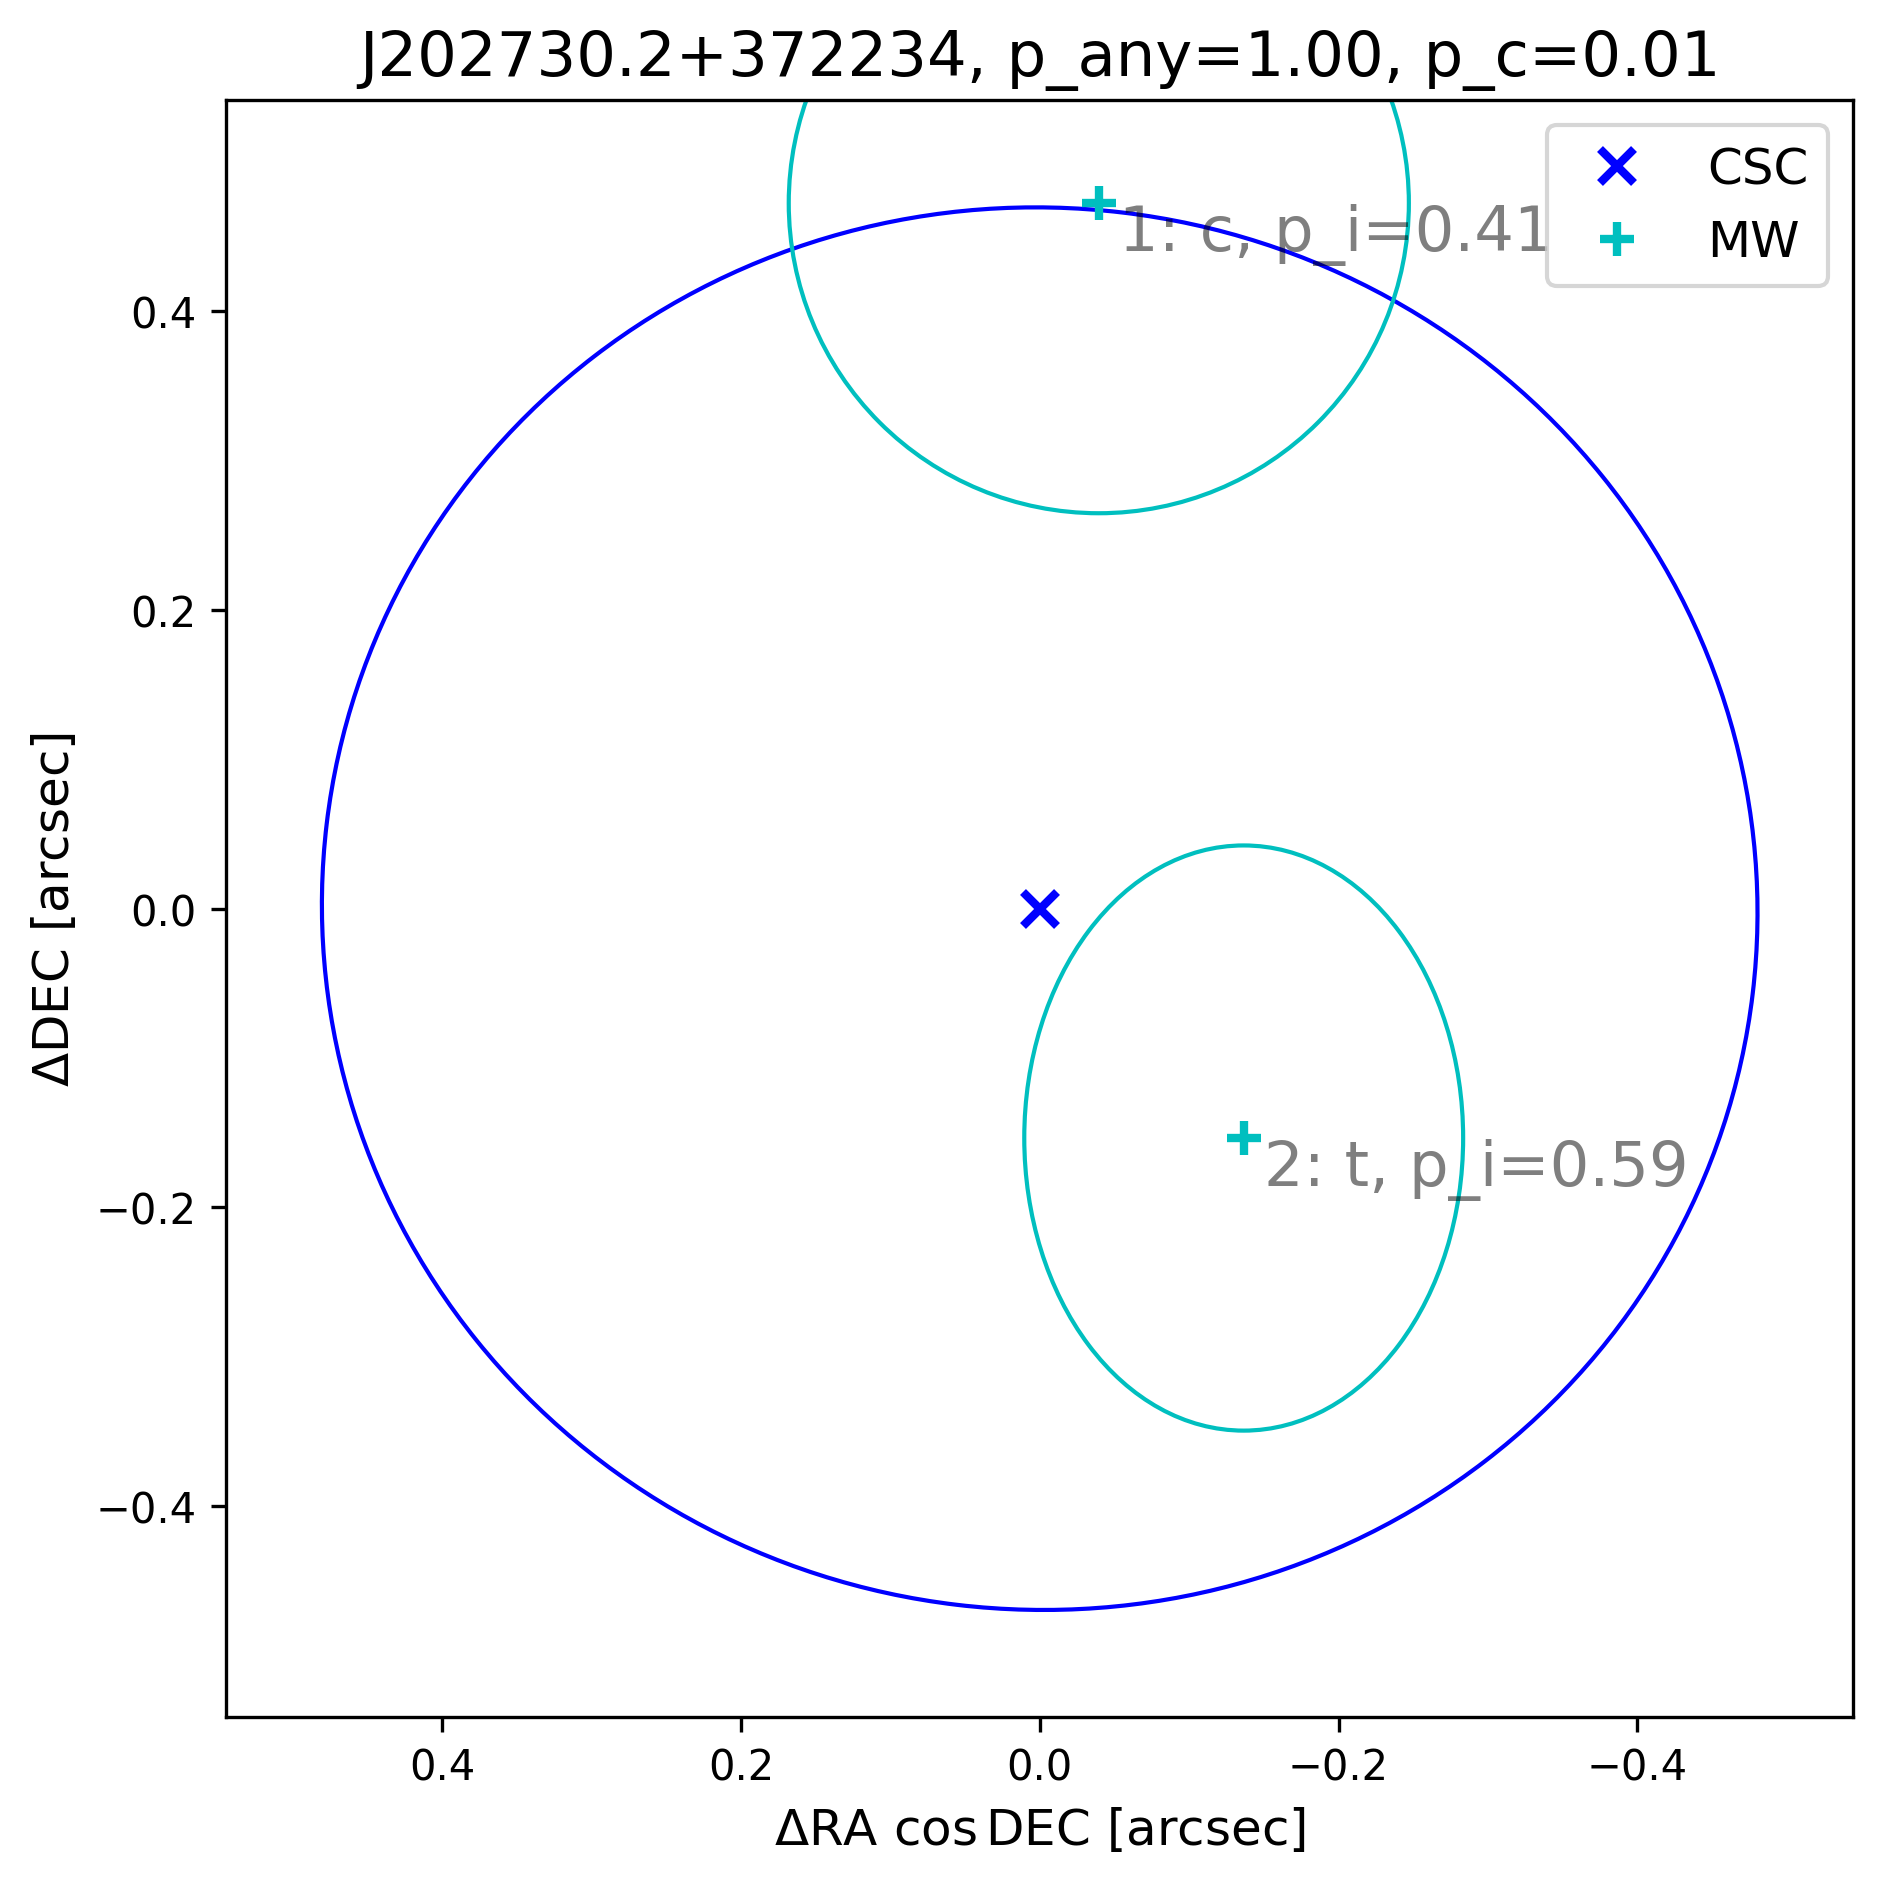 J202730.2+372234, p_any=1.00, p_c=0.01
CSC
MW
1: c, p_i=0.41
2: t, p_i=0.59
0.4
0.2
0.0
−0.2
−0.4
ΔDEC [arcsec]
0.4
0.2
0.0
−0.2
−0.4
ΔRA cos DEC [arcsec]